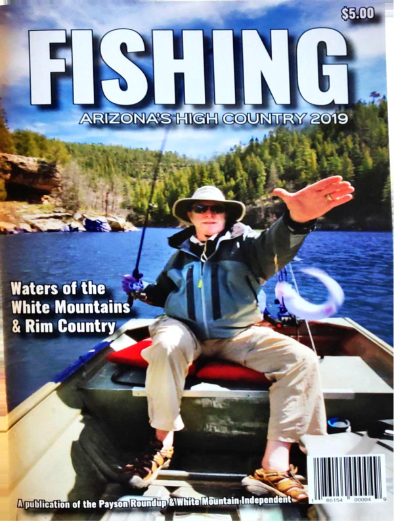 $5.00
FISHING
ARIZONA'S HIGH COUNTRY 2019
Waters of the
White Mountains
& Rim Country
A publication of the Payson Roundup & White Mountain Independent